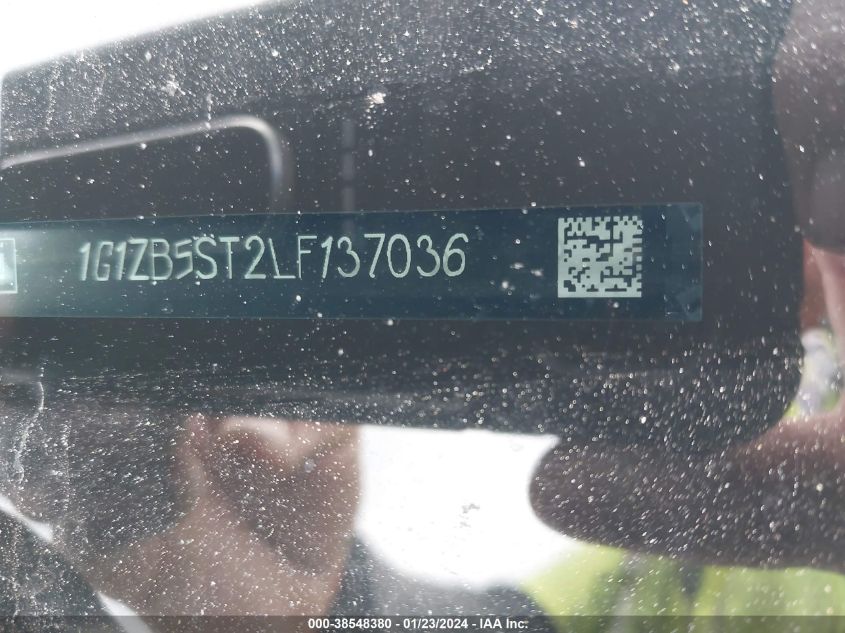 1G1ZB5ST2LF137036
000-38548380 - 01/23/2024 - IAA Inc.